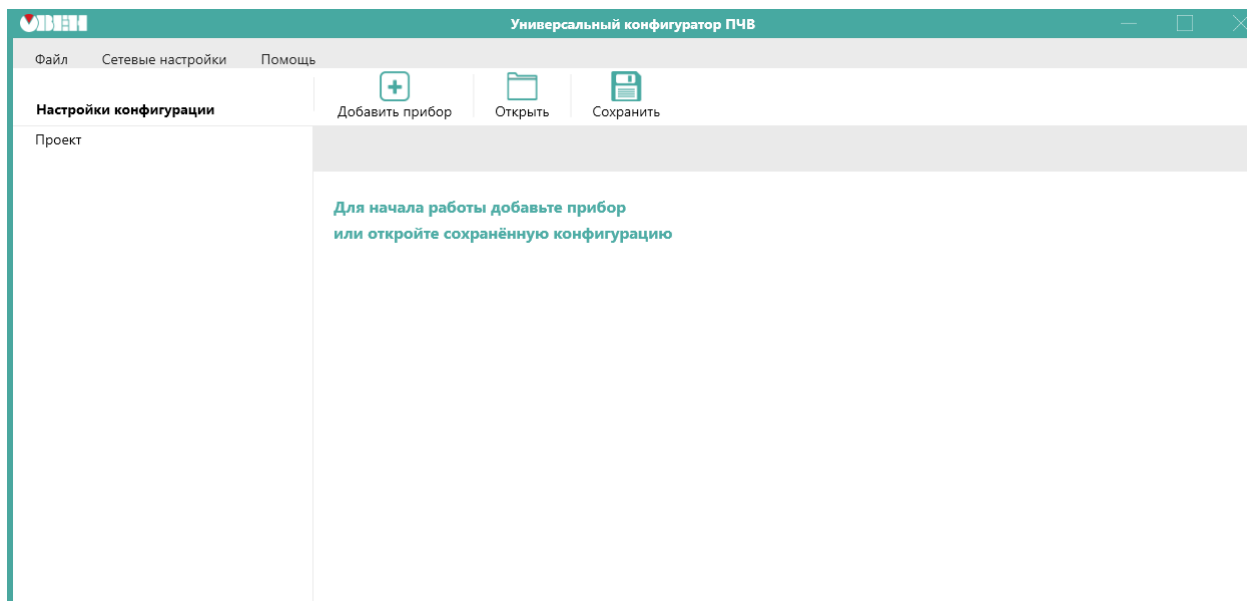 ОВЕН
Универсальный конфигуратор ПЧВ
Файл Сетевые настройки Помощь
Настройки конфигурации
Добавить прибор Открыть Сохранить
Проект
Для начала работы добавьте прибор
или откройте сохранённую конфигурацию